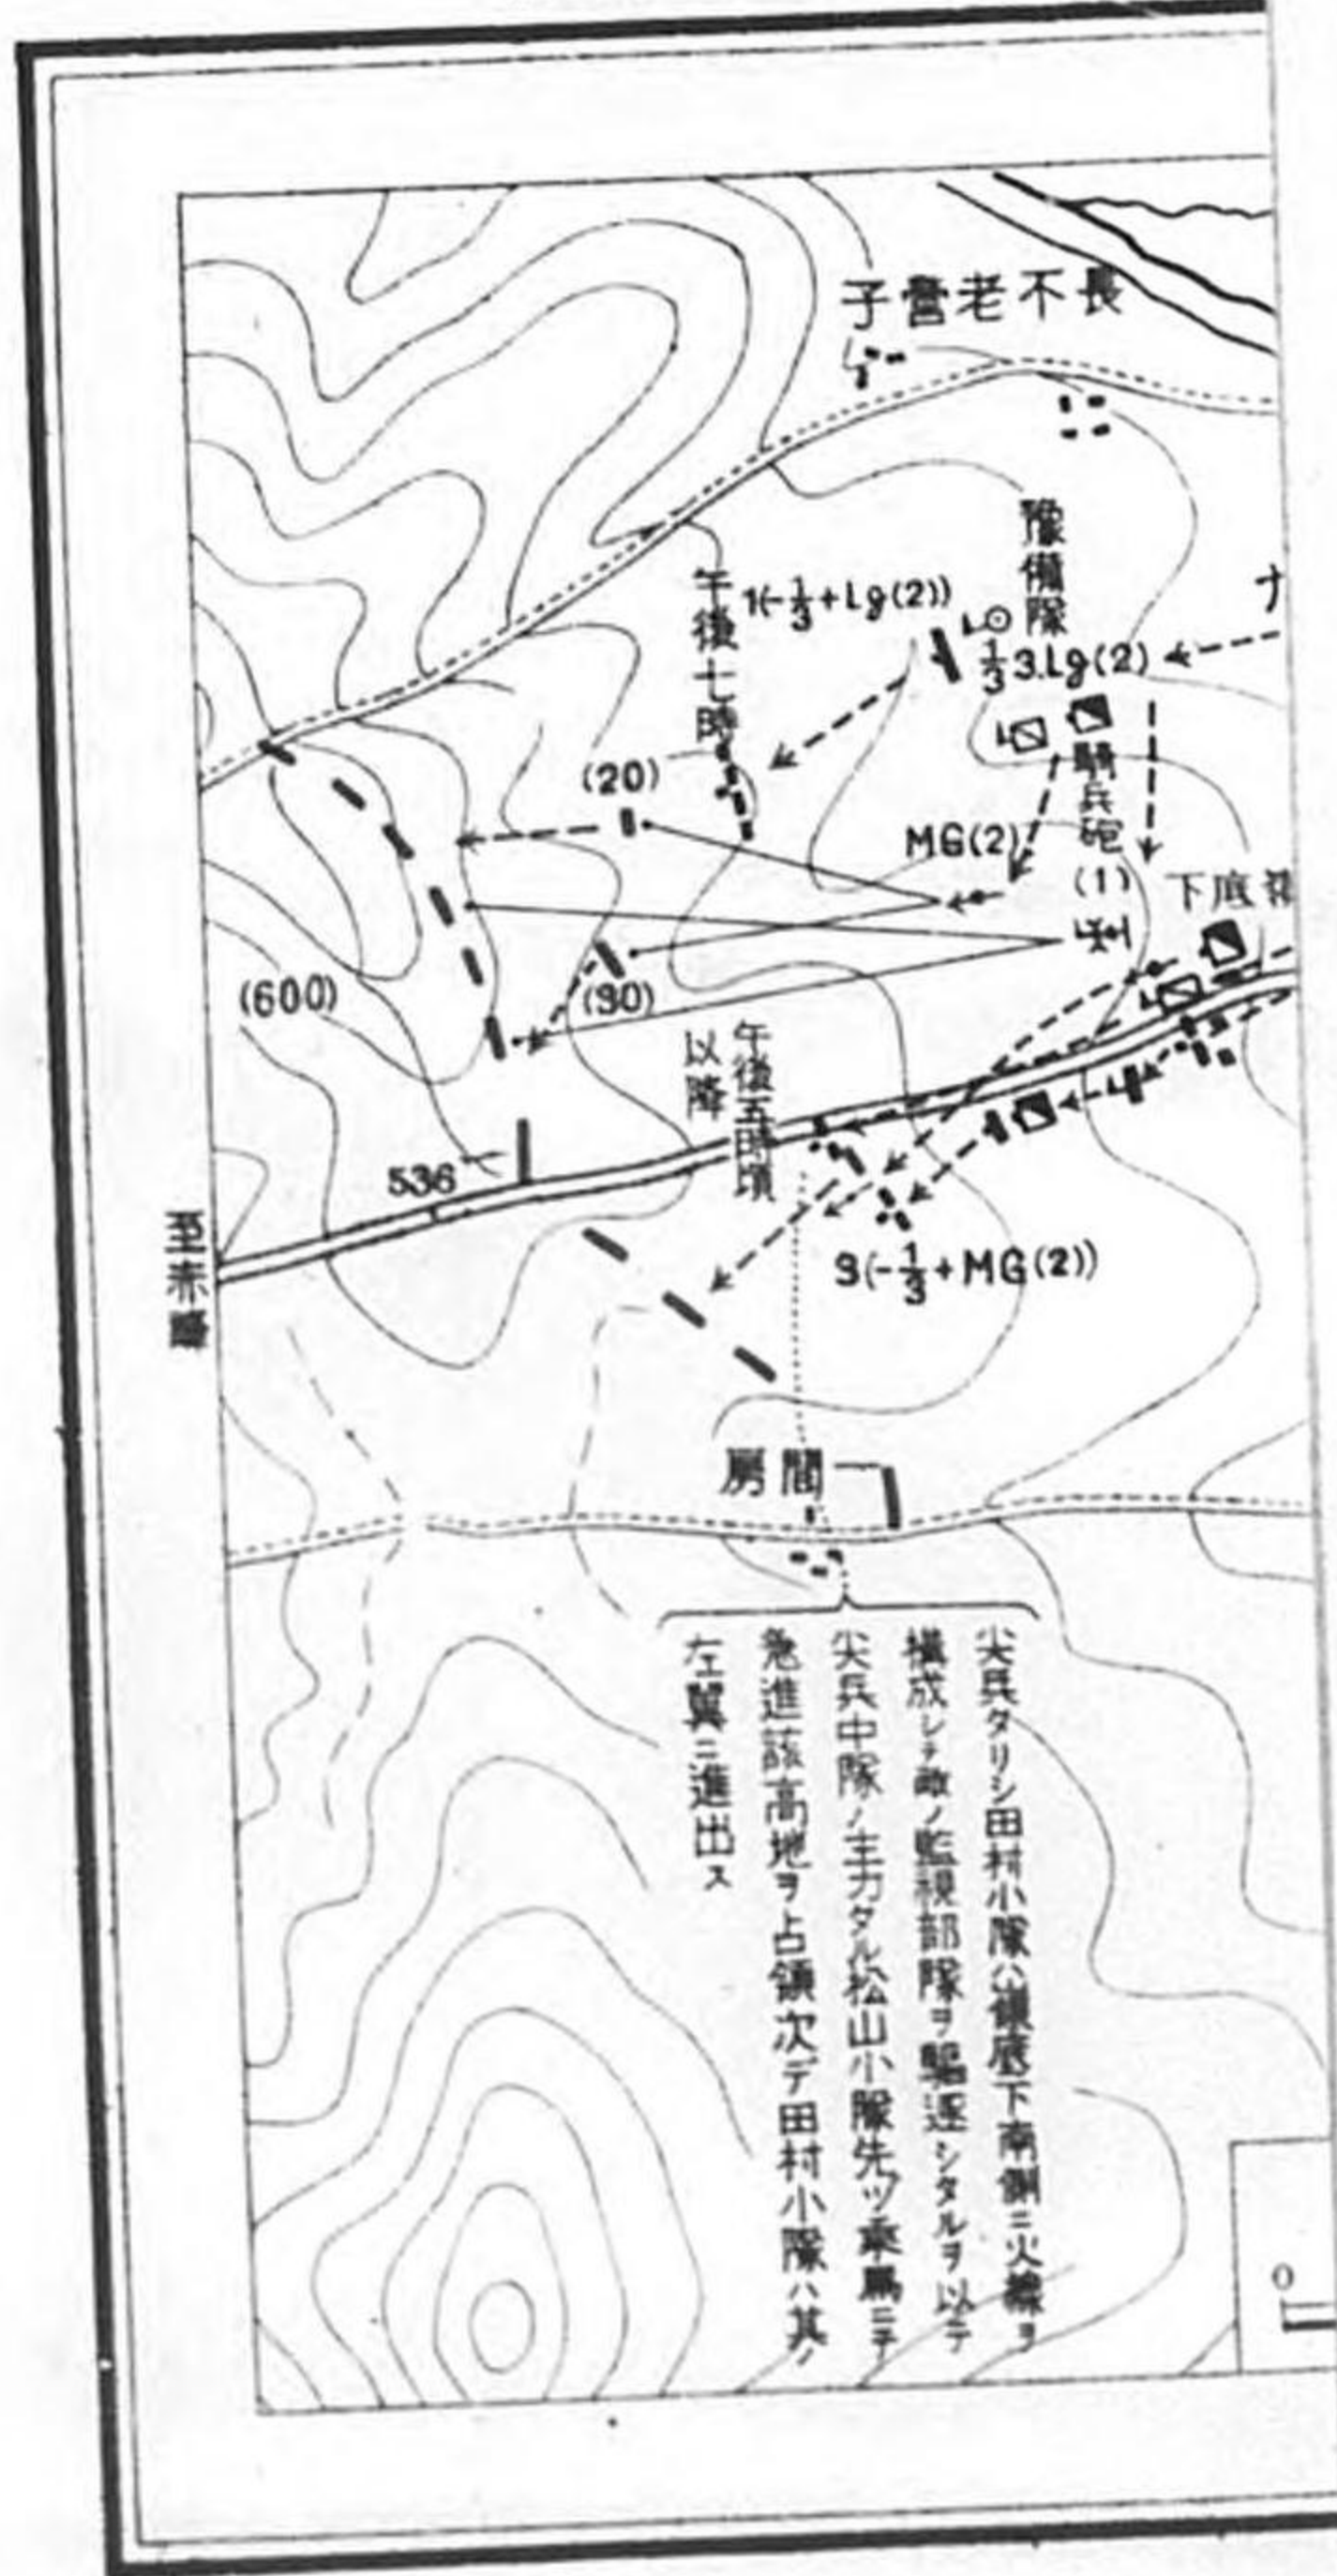 子營老不長
豫備隊
1(-1/3+Lg(2))
1/3 3.Lg(2)
午後七時
騎兵砲
(1)
MG(2)
(20)
下底
(600)
(30)
午後五時頃
以降
536
至赤峰
3(-1/3+MG(2))
房間
尖兵タリシ田村小隊ハ嶺底下南側ニ火線ヲ
構成シテ敵ノ監視部隊ヲ驅逐シタルヲ以テ
尖兵中隊ノ主力タル松山小隊先ツ乘馬ニテ
急進該高地ヲ占領次デ田村小隊ハ其ノ
左翼ニ進出ス
0